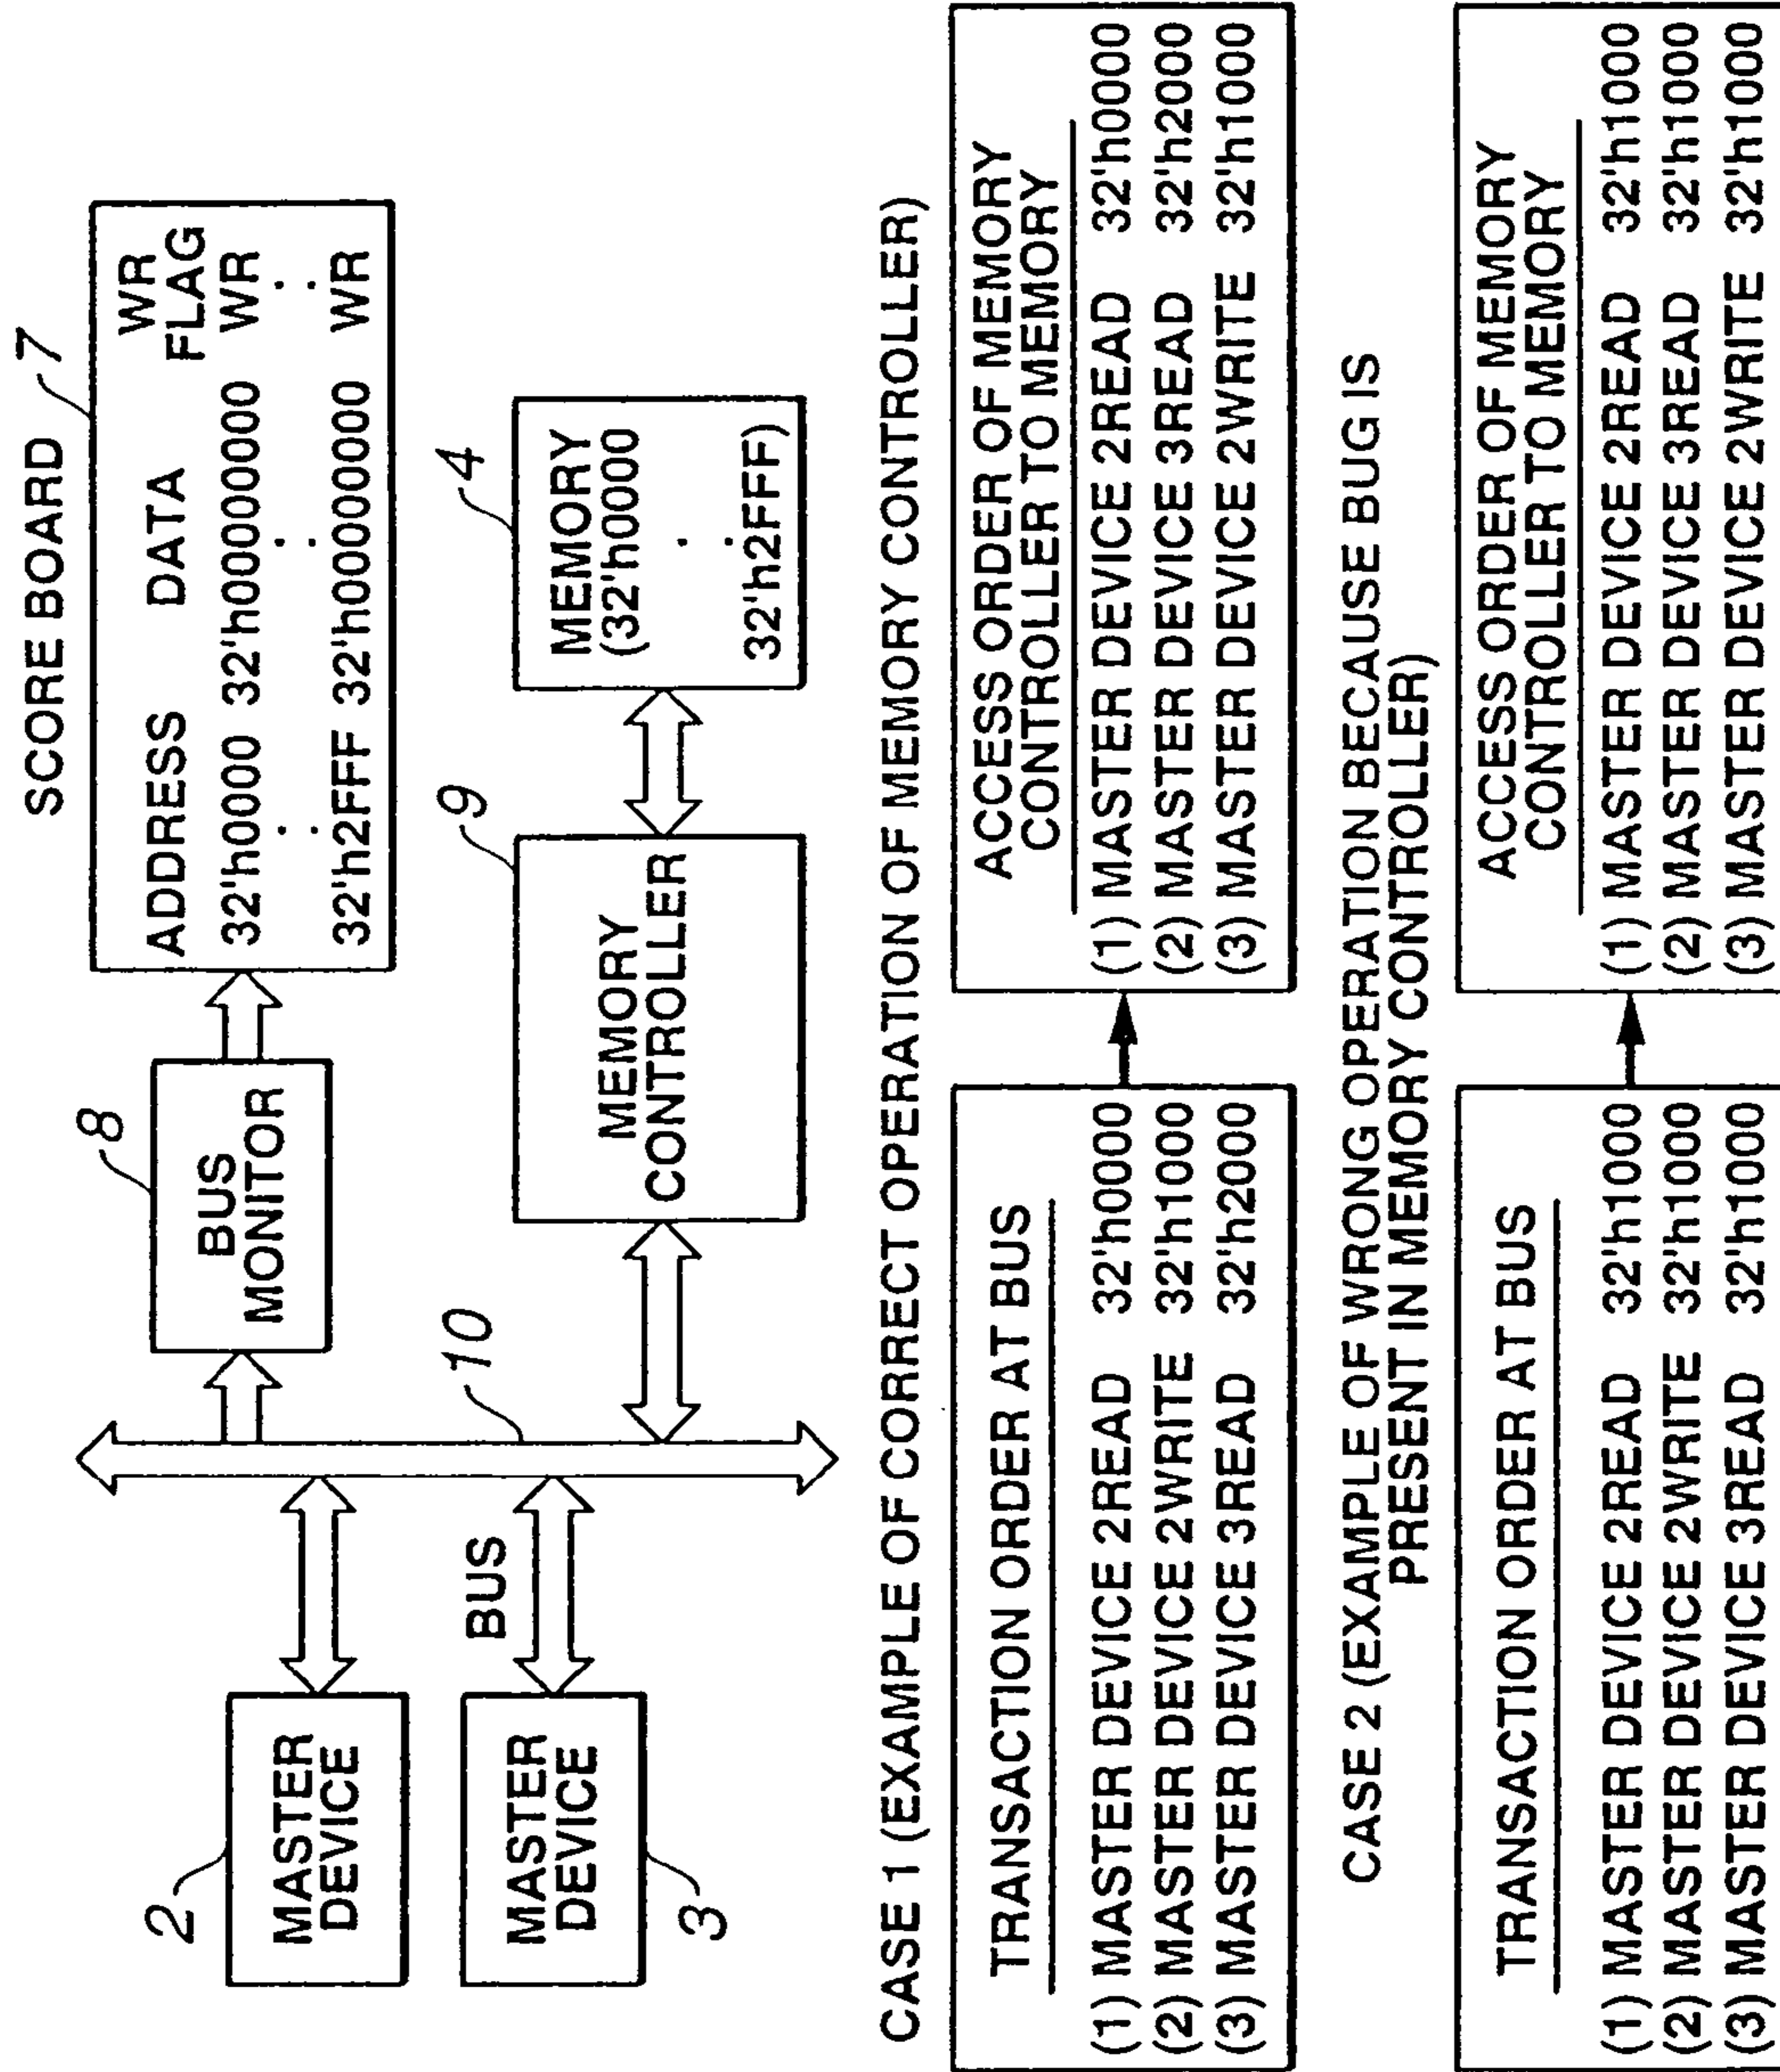 SCORE BOARD
7
ADDRESS DATA WR
FLAG
32'h0000 32'h00000000 WR
32'h2FFF 32'h00000000 WR
8
BUS
MONITOR
2
MASTER
DEVICE
10
BUS
MASTER
DEVICE
3
9
MEMORY
CONTROLLER
4
MEMORY
(32'h0000
32'h2FFF)
CASE 1 (EXAMPLE OF CORRECT OPERATION OF MEMORY CONTROLLER)
TRANSACTION ORDER AT BUS
(1) MASTER DEVICE 2READ 32'h0000
(2) MASTER DEVICE 2WRITE 32'h1000
(3) MASTER DEVICE 3READ 32'h2000
ACCESS ORDER OF MEMORY
CONTROLLER TO MEMORY
(1) MASTER DEVICE 2READ 32'h0000
(2) MASTER DEVICE 3READ 32'h2000
(3) MASTER DEVICE 2WRITE 32'h1000
CASE 2 (EXAMPLE OF WRONG OPERATION BECAUSE BUG IS
PRESENT IN MEMORY CONTROLLER)
TRANSACTION ORDER AT BUS
(1) MASTER DEVICE 2READ 32'h1000
(2) MASTER DEVICE 2WRITE 32'h1000
(3) MASTER DEVICE 3READ 32'h1000
ACCESS ORDER OF MEMORY
CONTROLLER TO MEMORY
(1) MASTER DEVICE 2READ 32'h1000
(2) MASTER DEVICE 3READ 32'h1000
(3) MASTER DEVICE 2WRITE 32'h1000